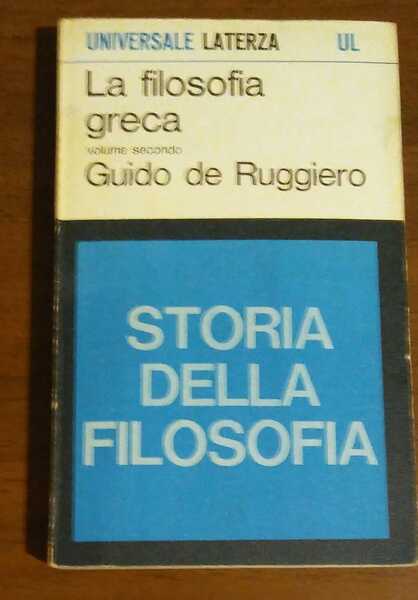 UNIVERSALE LATERZA UL
La filosofia
greca
volume secondo
Guido de Ruggiero
STORIA
DELLA
FILOSOFIA